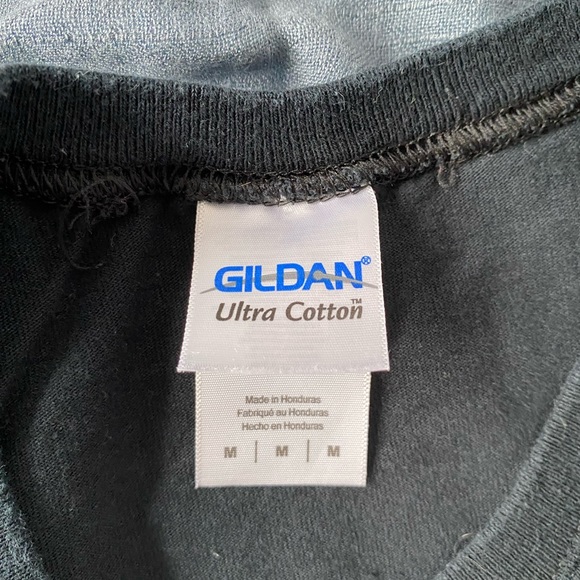 GILDAN®
Ultra Cotton™
Made in Honduras
Fabriqué au Honduras
Hecho en Honduras
M | M | M